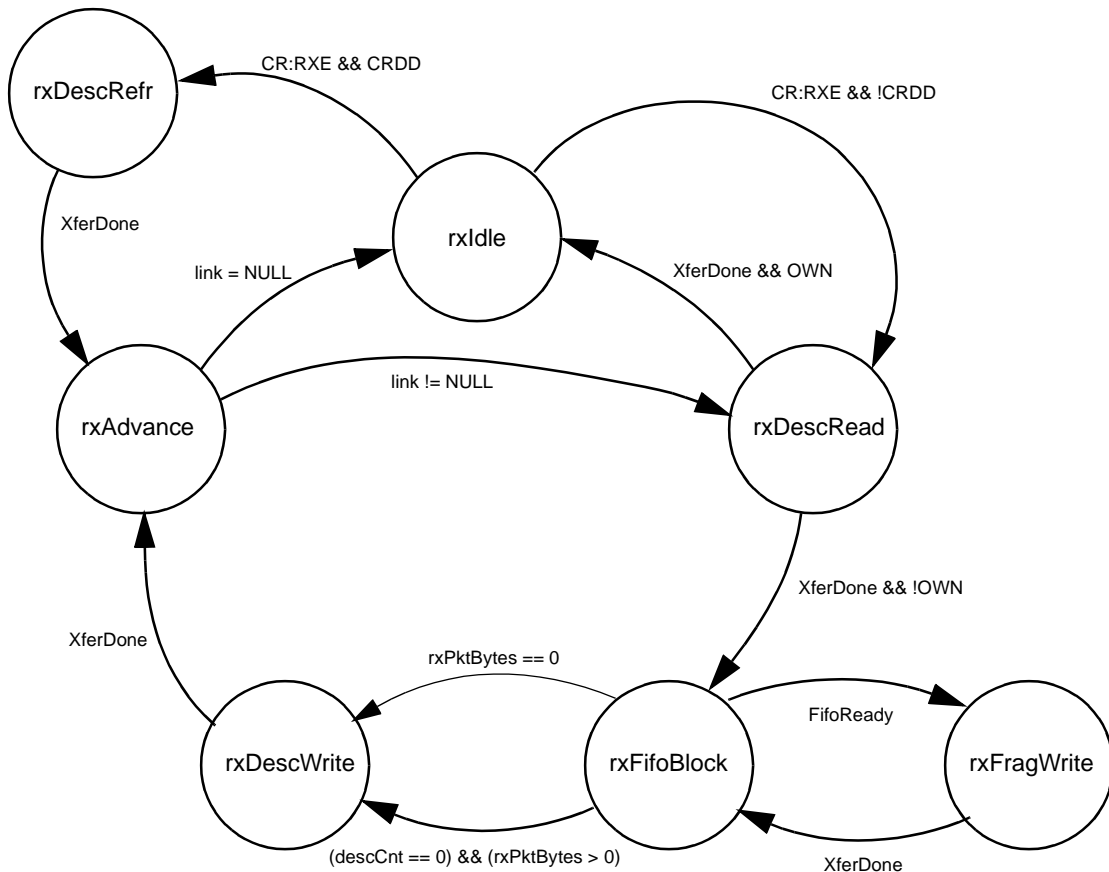 CR:RXE && CRDD
rxDescRefr
CR:RXE && !CRDD
XferDone
rxIdle
link = NULL
XferDone && OWN
link != NULL
rxAdvance
rxDescRead
XferDone && !OWN
XferDone
rxPktBytes == 0
FifoReady
rxDescWrite
rxFifoBlock
rxFragWrite
(descCnt == 0) && (rxPktBytes > 0)
XferDone